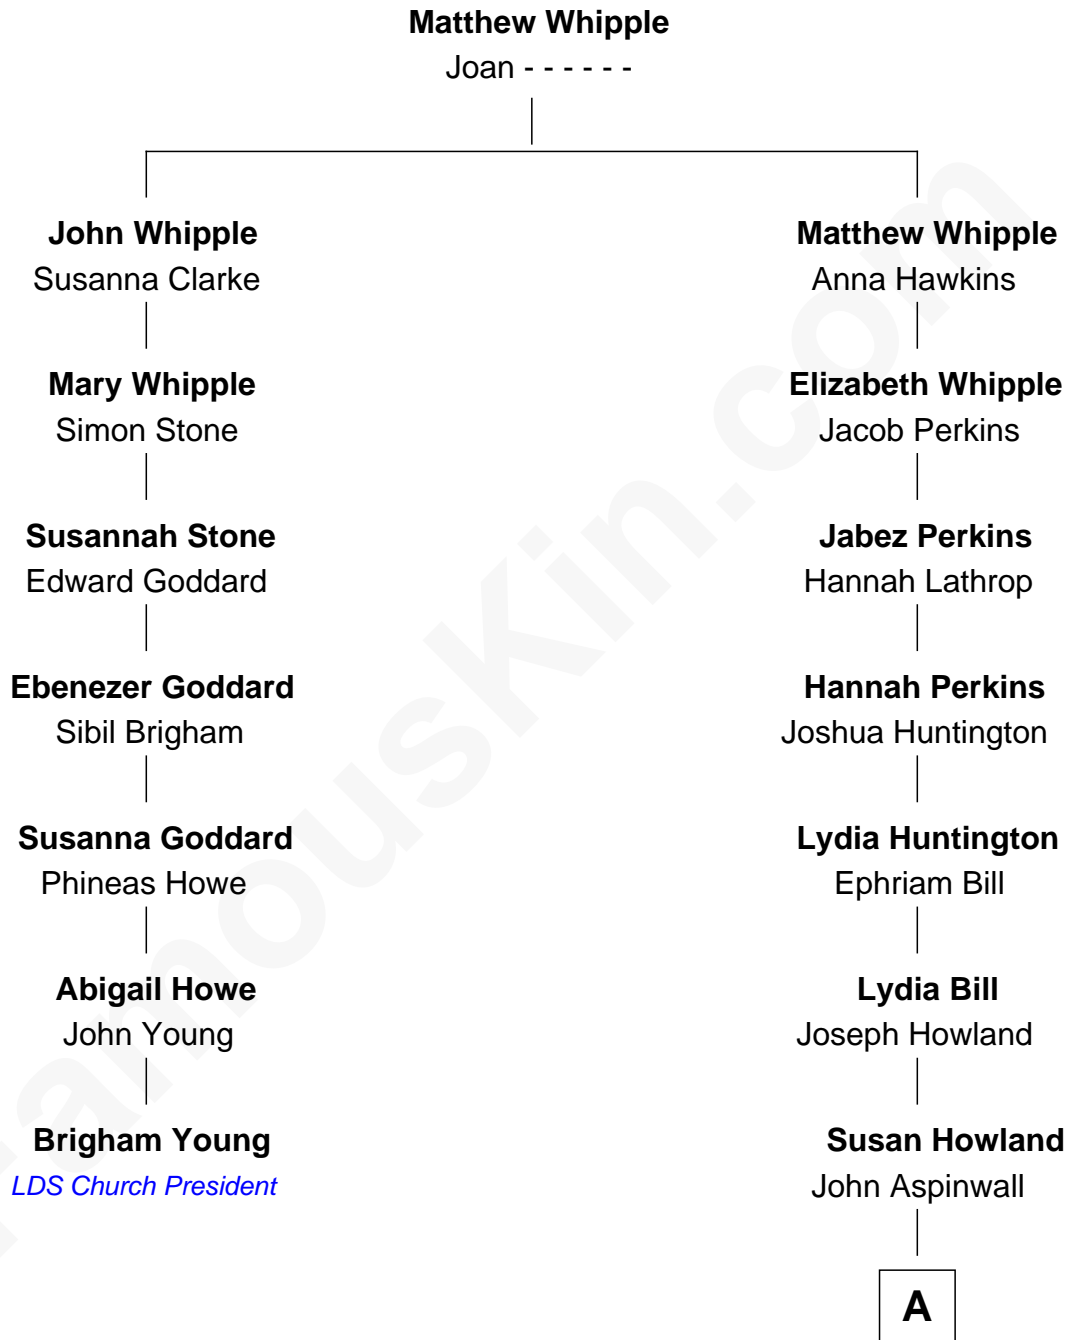 Matthew Whipple
Joan - - - - - -
John Whipple
Susanna Clarke
Mary Whipple
Simon Stone
Susannah Stone
Edward Goddard
Ebenezer Goddard
Sibil Brigham
Susanna Goddard
Phineas Howe
Abigail Howe
John Young
Brigham Young
LDS Church President
Matthew Whipple
Anna Hawkins
Elizabeth Whipple
Jacob Perkins
Jabez Perkins
Hannah Lathrop
Hannah Perkins
Joshua Huntington
Lydia Huntington
Ephriam Bill
Lydia Bill
Joseph Howland
Susan Howland
John Aspinwall
A
FamousKin.com